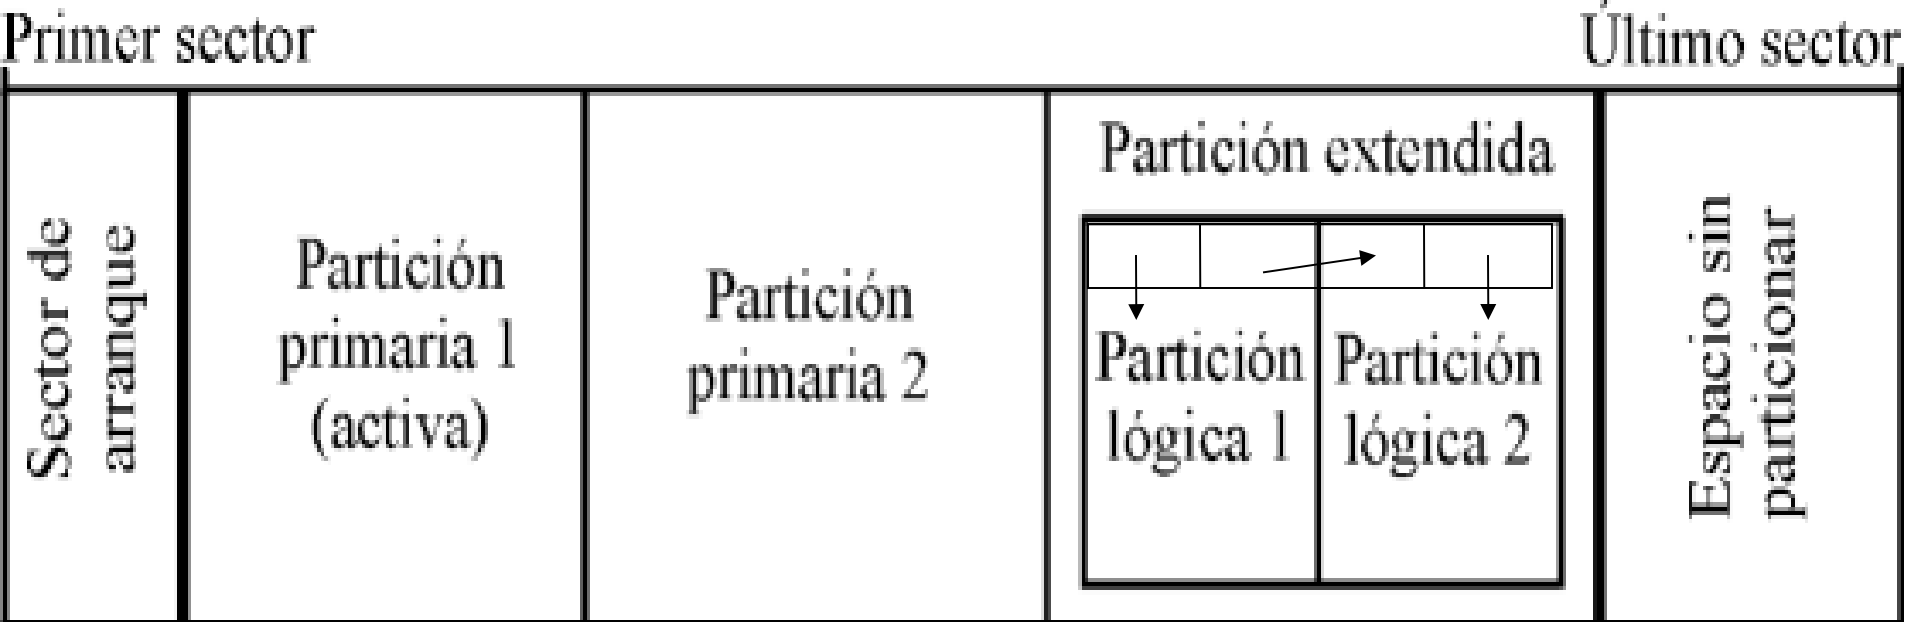 Primer sector
Último sector
Sector de
arranque
Partición
primaria 1
(activa)
Partición
primaria 2
Partición extendida
Partición
lógica 1
Partición
lógica 2
Espacio sin
particionar